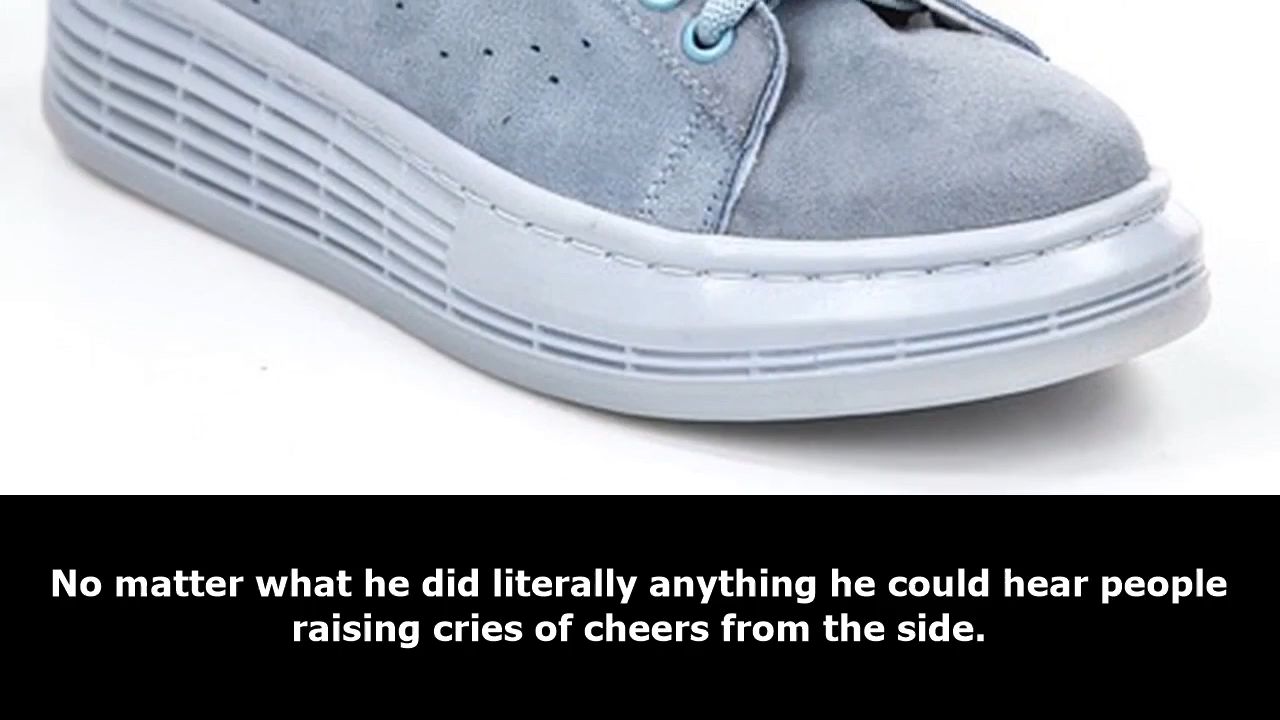 No matter what he did literally anything he could hear people
raising cries of cheers from the side.